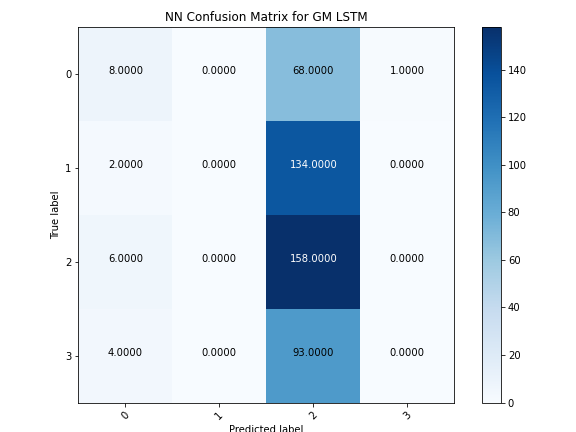 NN Confusion Matrix for GM LSTM
0 8.0000 0.0000 68.0000 1.0000
1 2.0000 0.0000 134.0000 0.0000
2 6.0000 0.0000 158.0000 0.0000
3 4.0000 0.0000 93.0000 0.0000
True label
0 1 2 3
Predicted label
140
120
100
80
60
40
20
0